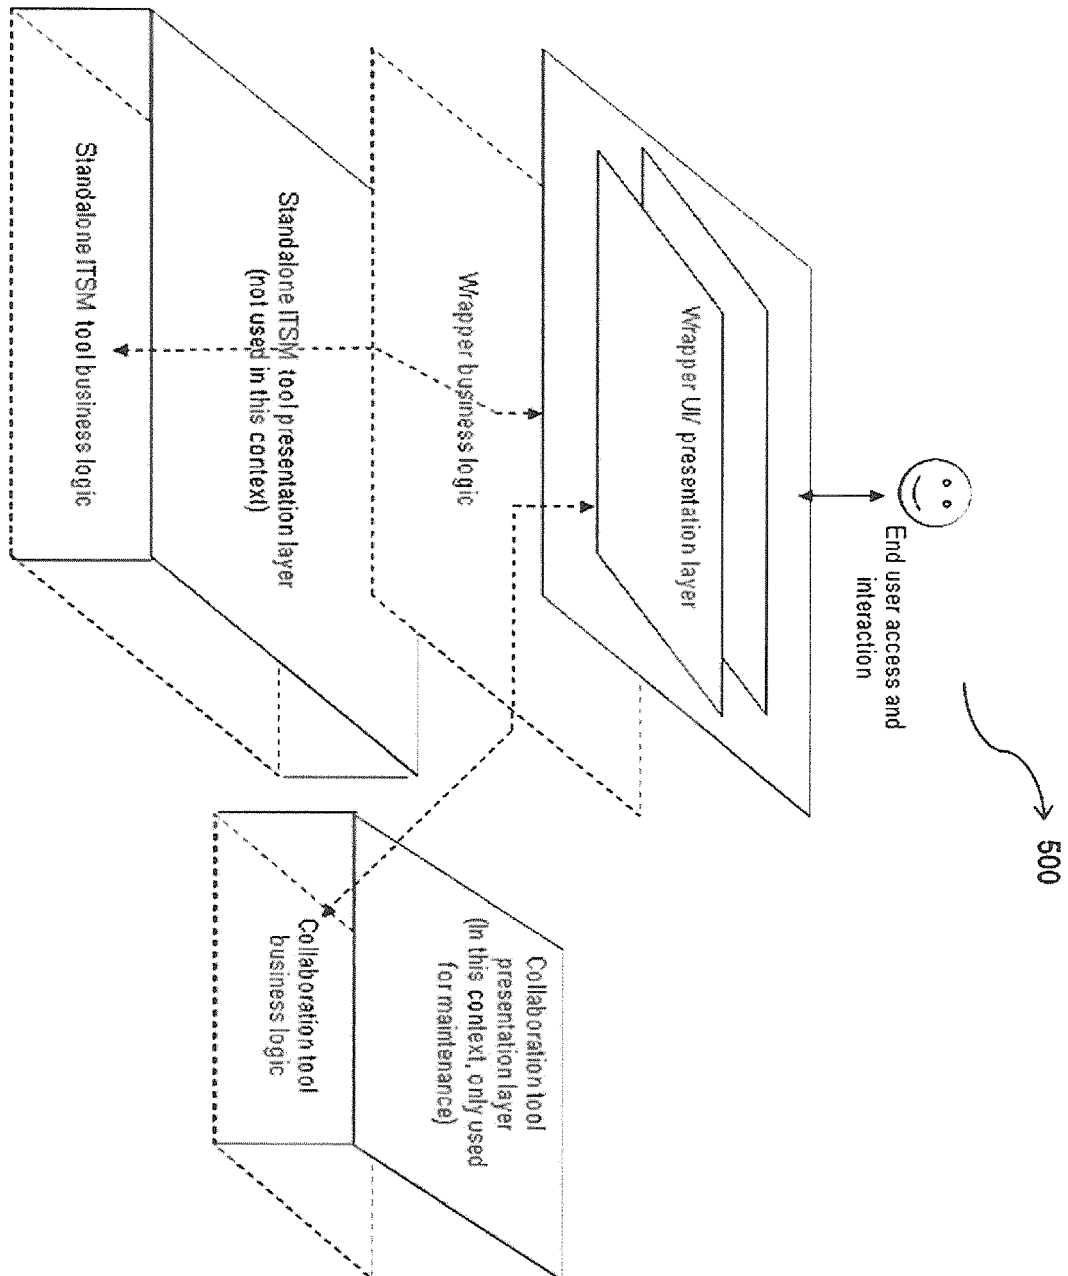 500
End user access and
interaction
Wrapper UI/ presentation layer
Wrapper business logic
Standalone ITSM tool presentation layer
(not used in this context)
Standalone ITSM tool business logic
Collaboration tool
presentation layer
(In this context, only used
for maintenance)
Collaboration tool
business logic